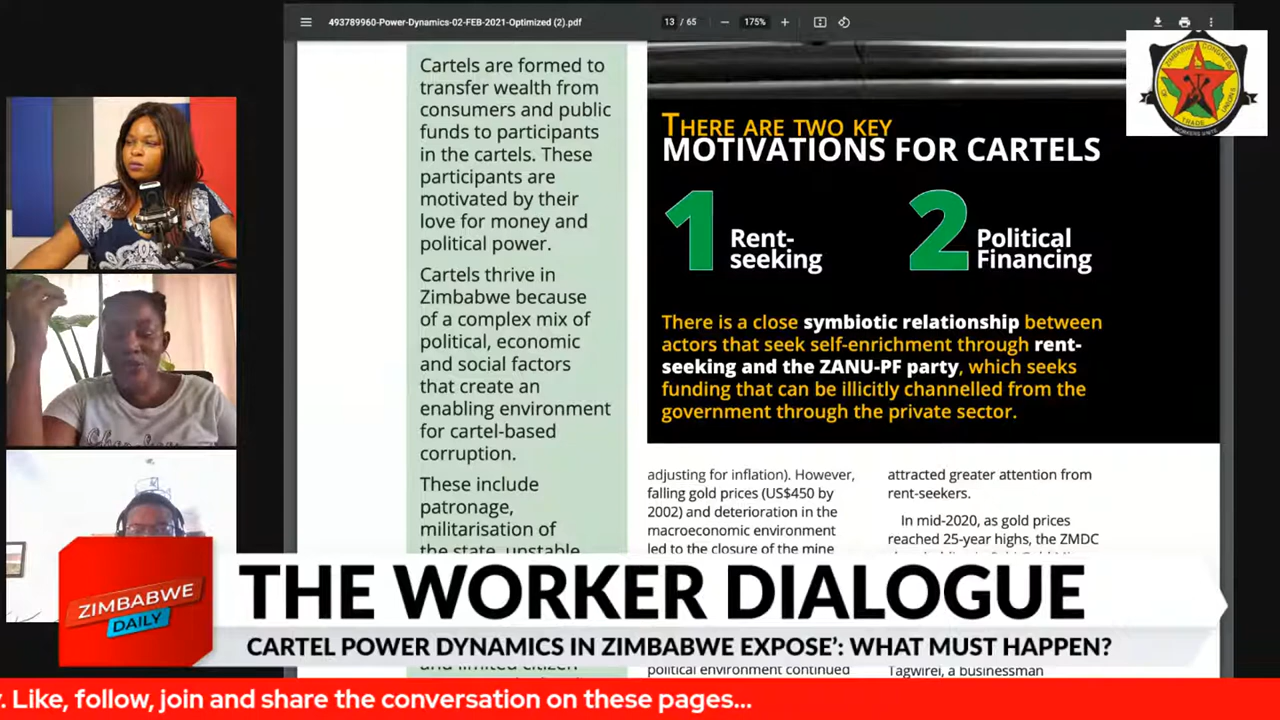 493789960-Power-Dynamics-02-FEB-2021-Optimized (2).pdf
13 / 65
175%
ZIMBABWE CONGRESS
OF TRADE UNIONS
Cartels are formed to
transfer wealth from
consumers and public
funds to participants
in the cartels. These
participants are
motivated by their
love for money and
political power.
Cartels thrive in
Zimbabwe because
of a complex mix of
political, economic
and social factors
that create an
enabling environment
for cartel-based
corruption.
These include
patronage,
militarisation of
the state, unstable
THERE ARE TWO KEY
MOTIVATIONS FOR CARTELS
1 Rent-
seeking
2 Political
Financing
There is a close symbiotic relationship between
actors that seek self-enrichment through rent-
seeking and the ZANU-PF party, which seeks
funding that can be illicitly channelled from the
government through the private sector.
adjusting for inflation). However,
falling gold prices (US$450 by
2002) and deterioration in the
macroeconomic environment
led to the closure of the mine
political environment continued
attracted greater attention from
rent-seekers.
In mid-2020, as gold prices
reached 25-year highs, the ZMDC
Tagwirei, a businessman
ZIMBABWE
DAILY
THE WORKER DIALOGUE
CARTEL POWER DYNAMICS IN ZIMBABWE EXPOSE': WHAT MUST HAPPEN?
. Like, follow, join and share the conversation on these pages...